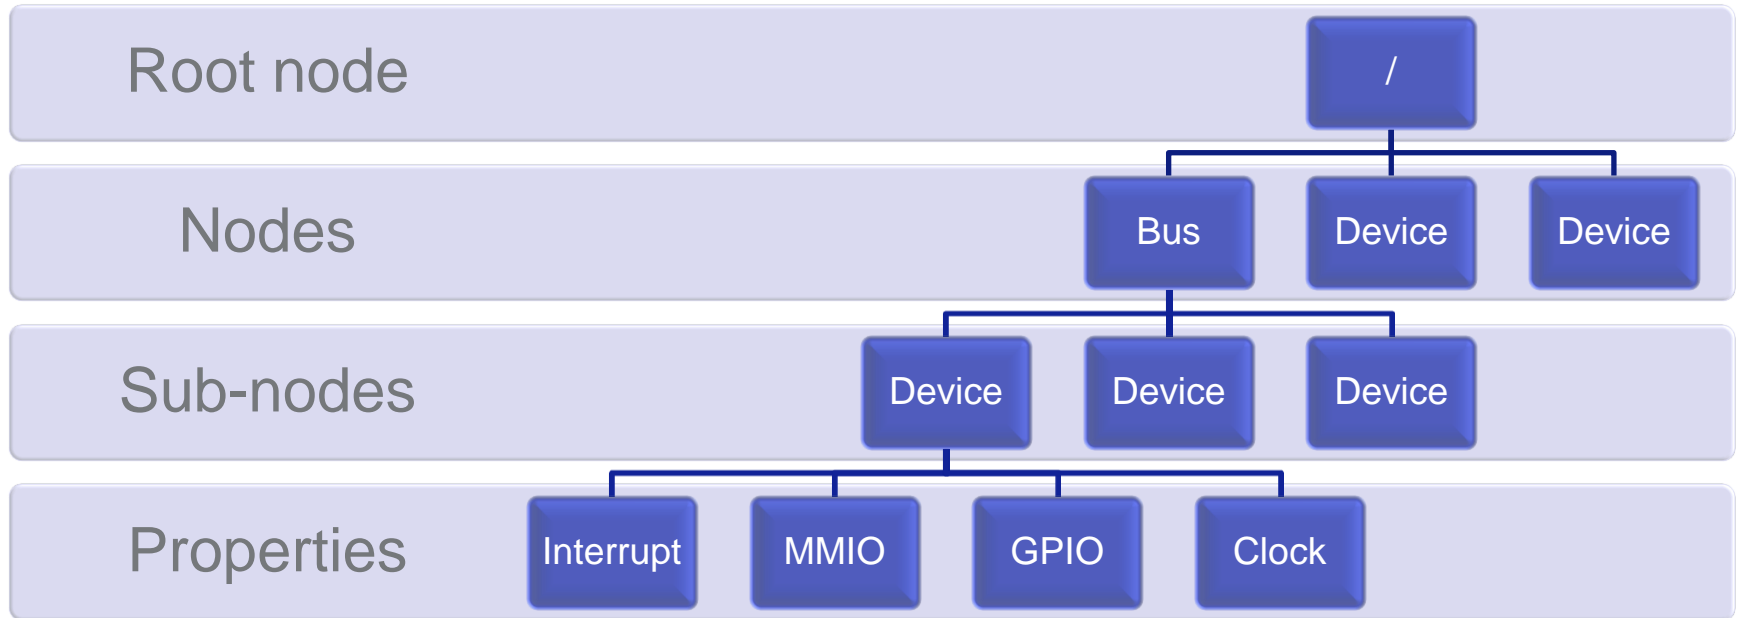 Root node
/
Nodes
Bus
Device
Device
Sub-nodes
Device
Device
Device
Properties
Interrupt
MMIO
GPIO
Clock